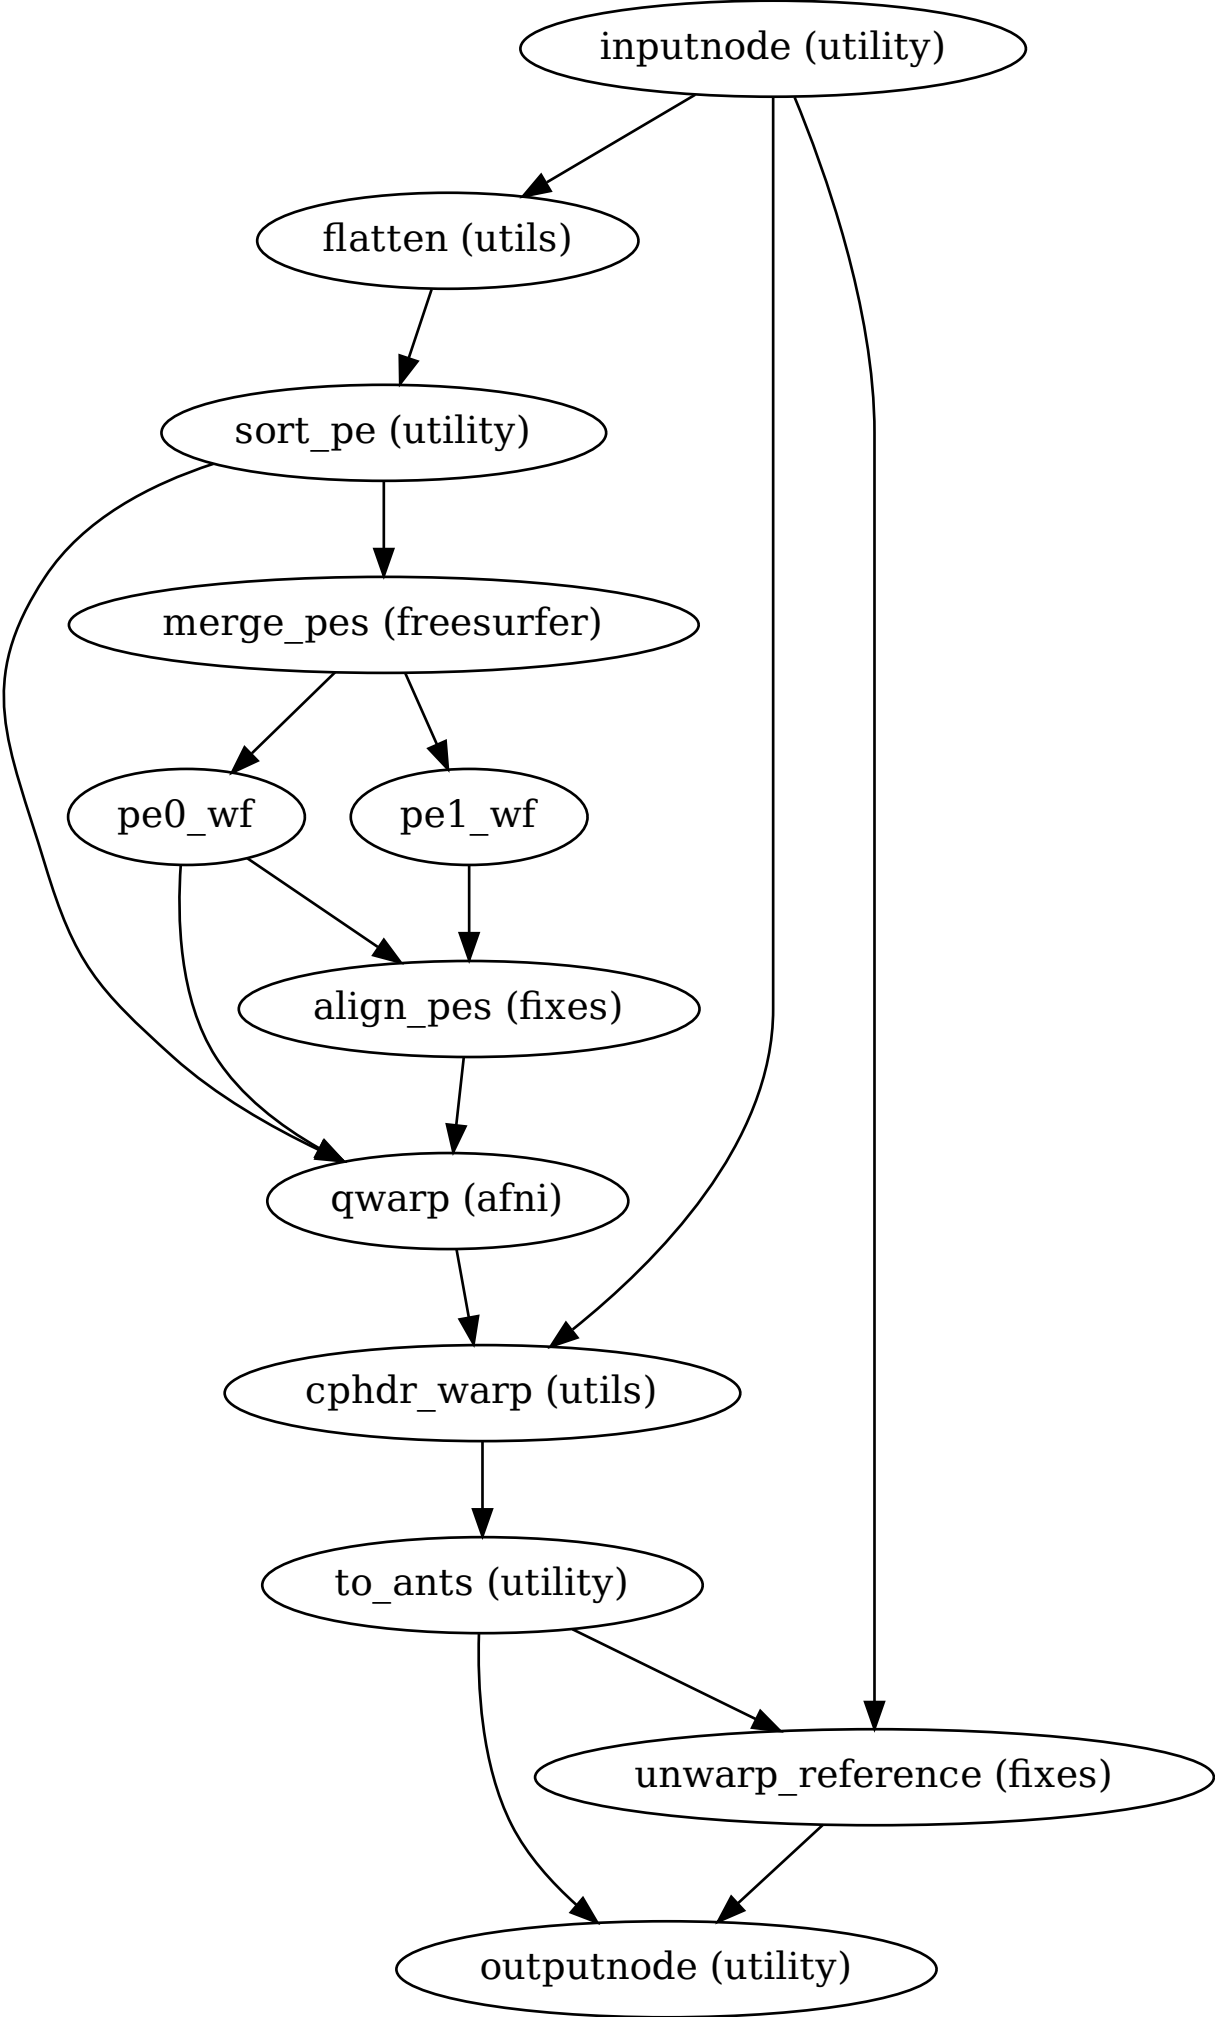 inputnode (utility)
flatten (utils)
sort_pe (utility)
merge_pes (freesurfer)
pe0_wf
pe1_wf
align_pes (fixes)
qwarp (afni)
cphdr_warp (utils)
to_ants (utility)
unwarp_reference (fixes)
outputnode (utility)